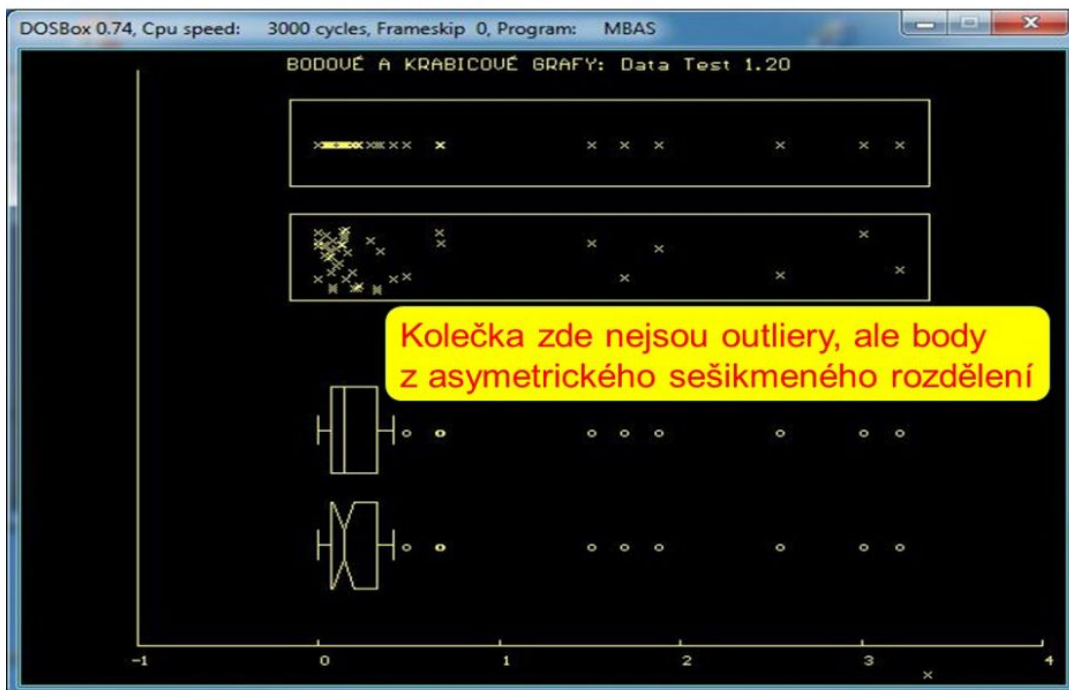 DOSBox 0.74, Cpu speed: 3000 cycles, Frameskip 0, Program: MBAS
BODOVÉ A KRABICOVÉ GRAFY: Data Test 1.20
Kolečka zde nejsou outliery, ale body
z asymetrického sešikmeného rozdělení
-1 0 1 2 3 4
x